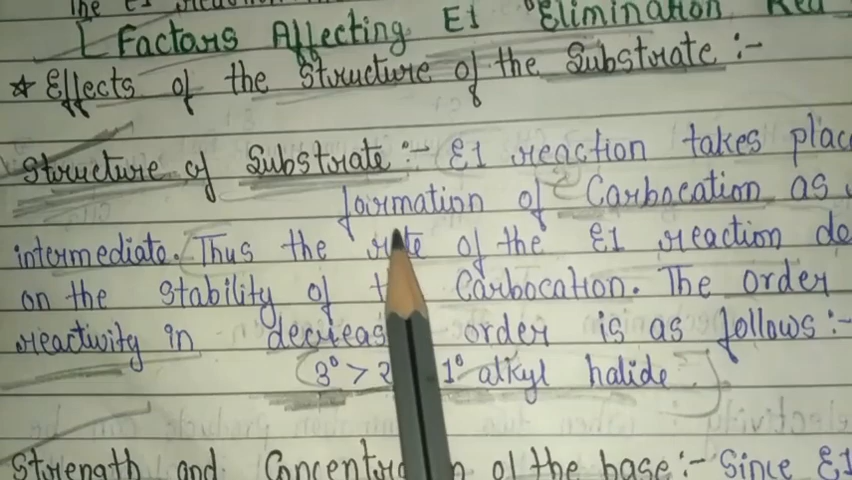 The E1
L Factors Affecting E1 Elimination
* Effects of the Structure of the Substrate :-
Structure of Substrate :- E1 reaction takes
formation of Carbocation as
intermediate. Thus the rate of the E1 reaction
on the stability of Carbocation. The order
reactivity in order is as follows :-
(3° > 1° alkyl halide
Strength and of the base :- Since E1